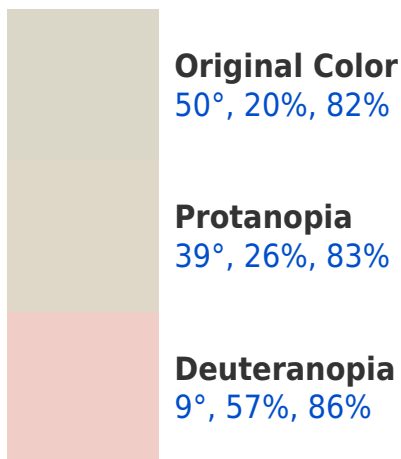 Original Color
50°, 20%, 82%
Protanopia
39°, 26%, 83%
Deuteranopia
9°, 57%, 86%